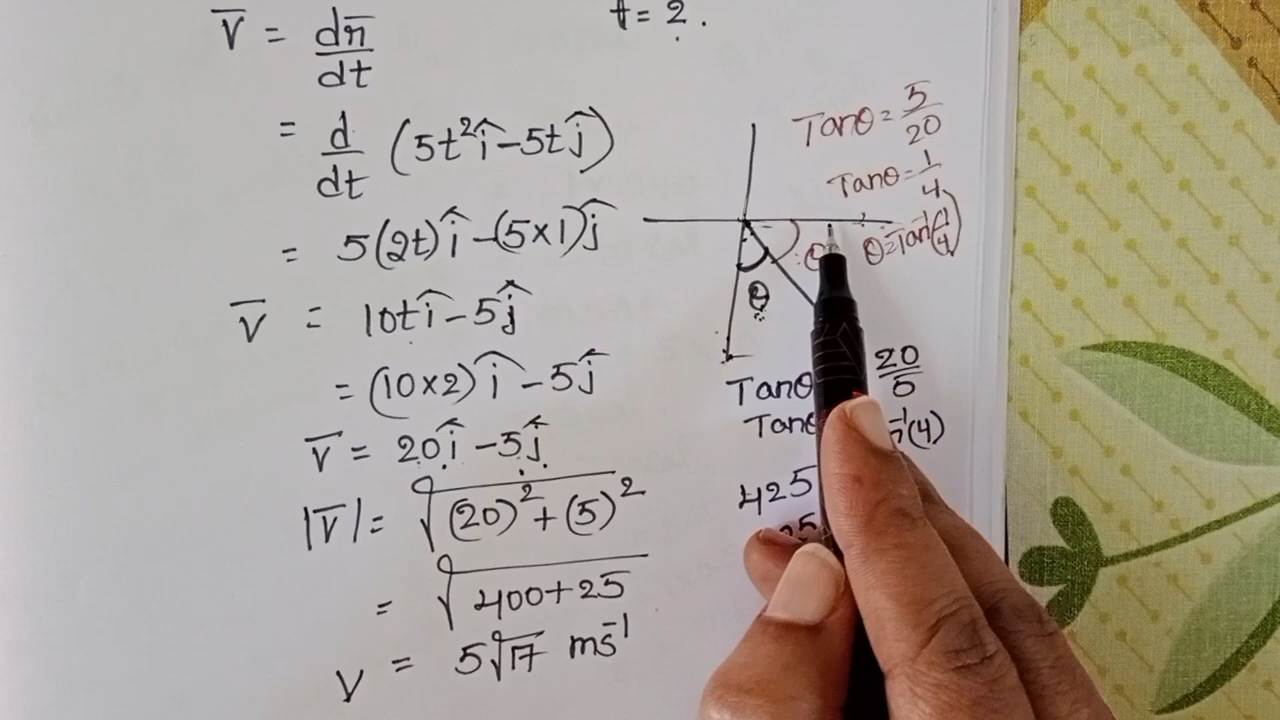 v̅ = dr̅/dt
t = 2.
= d/dt (5t²î - 5tĵ)
= 5(2t)î - (5×1)ĵ
v̅ = 10tî - 5ĵ
= (10×2)î - 5ĵ
v̅ = 20î - 5ĵ
|v̅| = √(20)² + (5)²
= √400+25
v = 5√17 ms⁻¹
Tanθ = 5/20
Tanθ = 1/4
θ = Tan⁻¹(1/4)
θ
Tanθ 20/5
Tanθ ⁻¹(4)
425